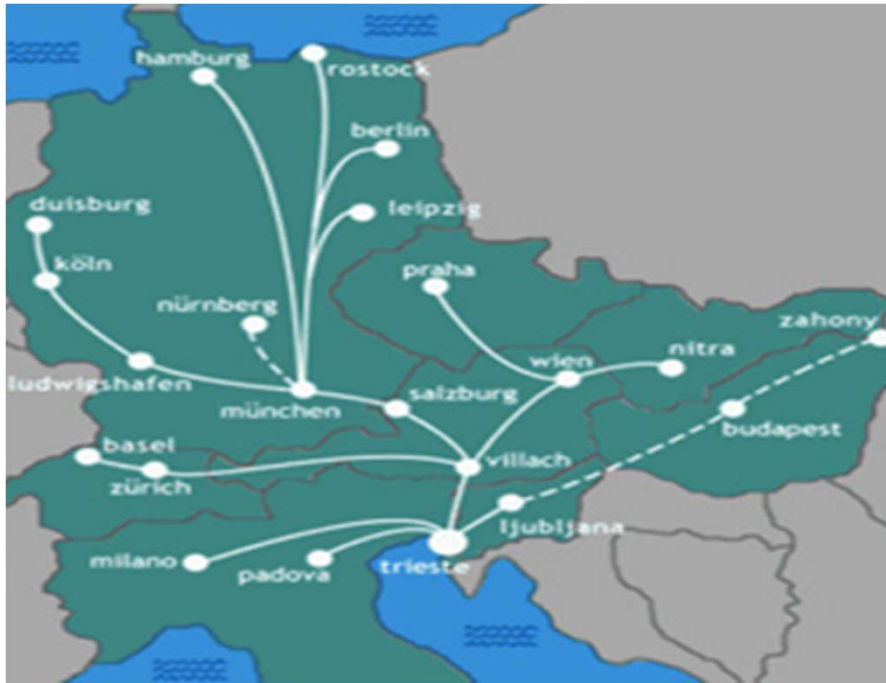 hamburg
rostock
berlin
duisburg
leipzig
köln
praha
nürnberg
zahony
wien
nitra
ludwigshafen
salzburg
münchen
budapest
basel
villach
zürich
ljubljana
milano
padova
trieste